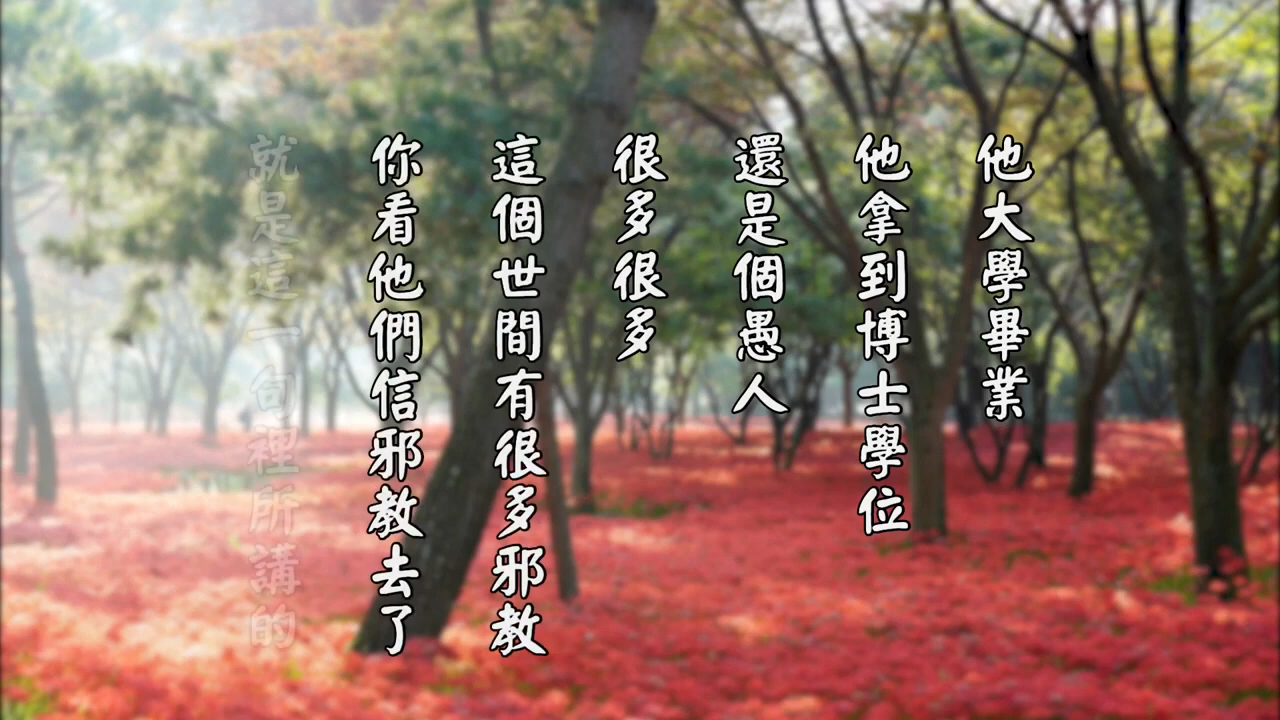 他大學畢業
他拿到博士學位
還是個愚人
很多很多
這個世間有很多邪教
你看他們信邪教去了
就是這一句裡所講的